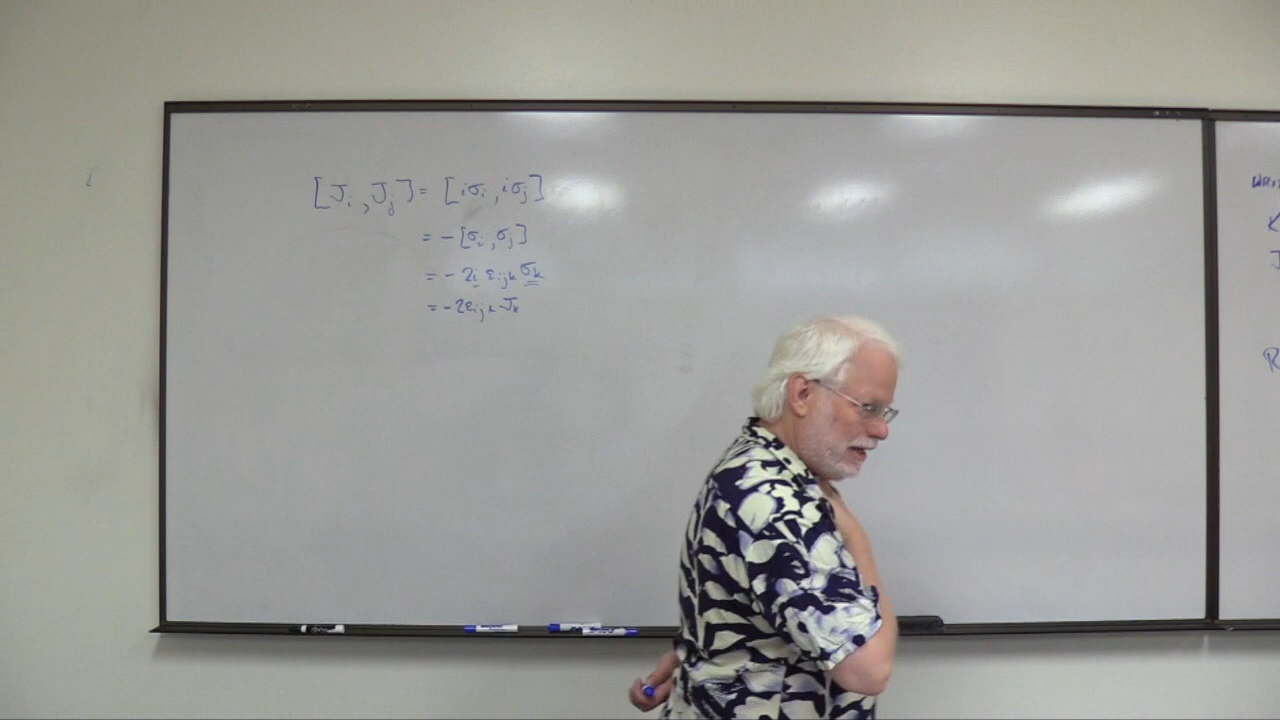 [J_i, J_j] = [iσ_i, iσ_j]
= -[σ_i, σ_j]
= -2i ε_ijk σ_k
= -2ε_ijk J_k
K
J
R